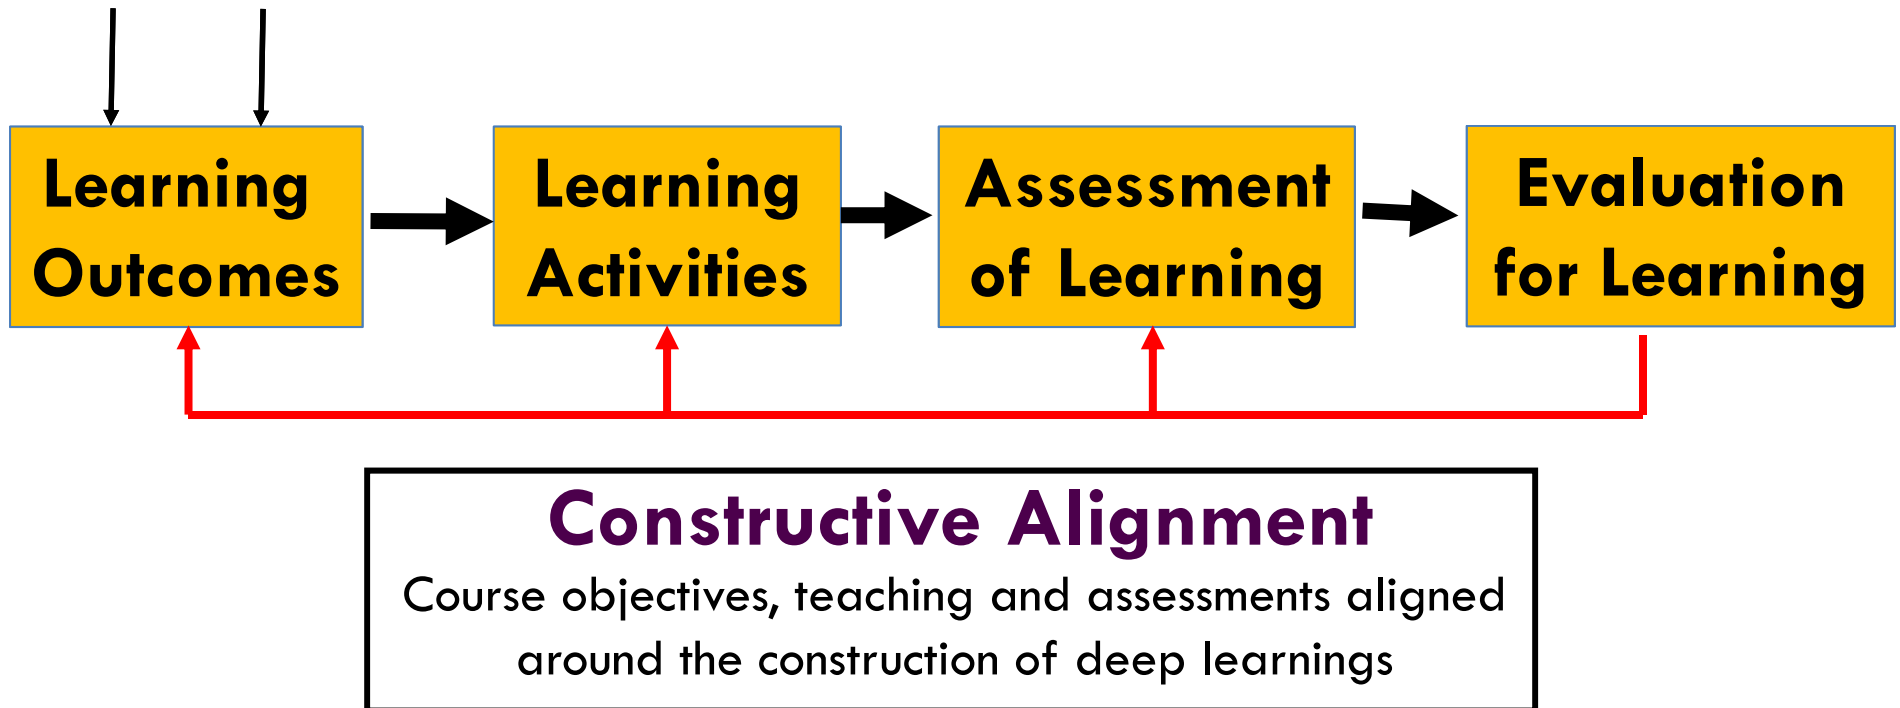 Learning
Outcomes
Learning
Activities
Assessment
of Learning
Evaluation
for Learning
Constructive Alignment
Course objectives, teaching and assessments aligned
around the construction of deep learnings